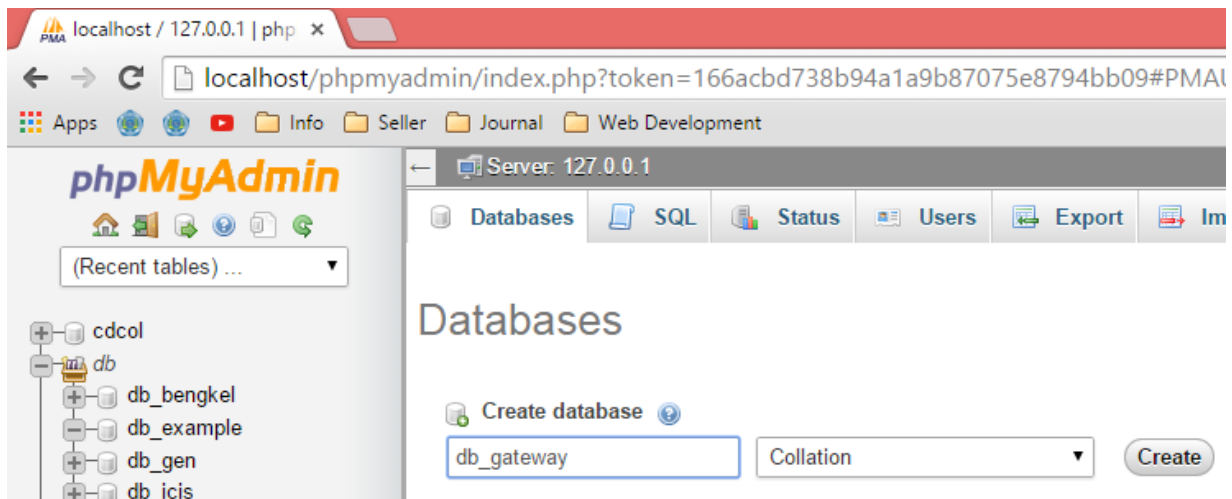 localhost / 127.0.0.1 | php
localhost/phpmyadmin/index.php?token=166acbd738b94a1a9b87075e8794bb09#PMAU
Apps Info Seller Journal Web Development
phpMyAdmin
(Recent tables) ...
cdcol
db
db_bengkel
db_example
db_gen
db_icis
Server: 127.0.0.1
Databases SQL Status Users Export Im
Databases
Create database
db_gateway Collation Create